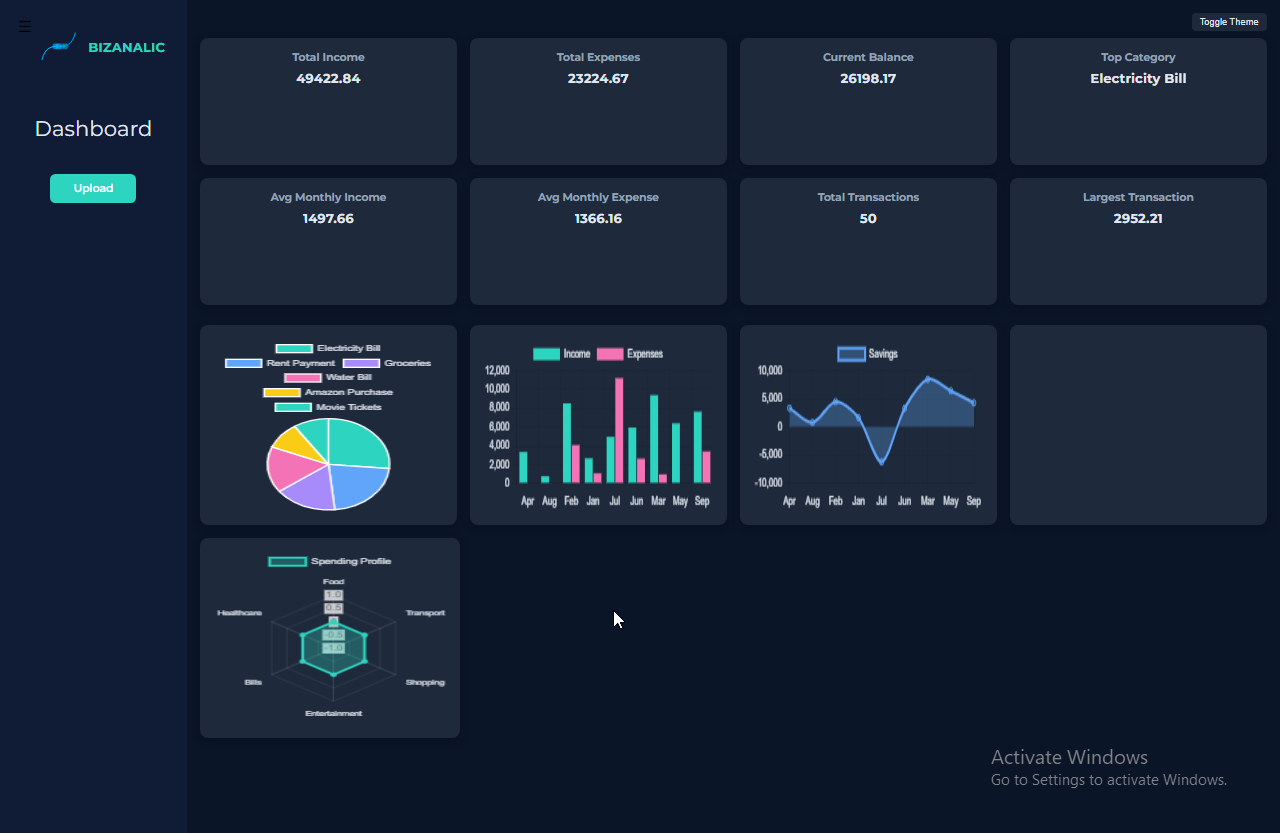 ☰
BIZANALIC
Dashboard
Upload
Toggle Theme
Total Income
49422.84
Total Expenses
23224.67
Current Balance
26198.17
Top Category
Electricity Bill
Avg Monthly Income
1497.66
Avg Monthly Expense
1366.16
Total Transactions
50
Largest Transaction
2952.21
Electricity Bill
Rent Payment Groceries
Water Bill
Amazon Purchase
Movie Tickets
Income Expenses
12,000
10,000
8,000
6,000
4,000
2,000
0
Apr Aug Feb Jan Jul Jun Mar May Sep
Savings
10,000
5,000
0
-5,000
-10,000
Apr Aug Feb Jan Jul Jun Mar May Sep
Spending Profile
Food
1.0
0.5
-0.5
-1.0
Healthcare
Transport
Bills
Shopping
Entertainment
Activate Windows
Go to Settings to activate Windows.